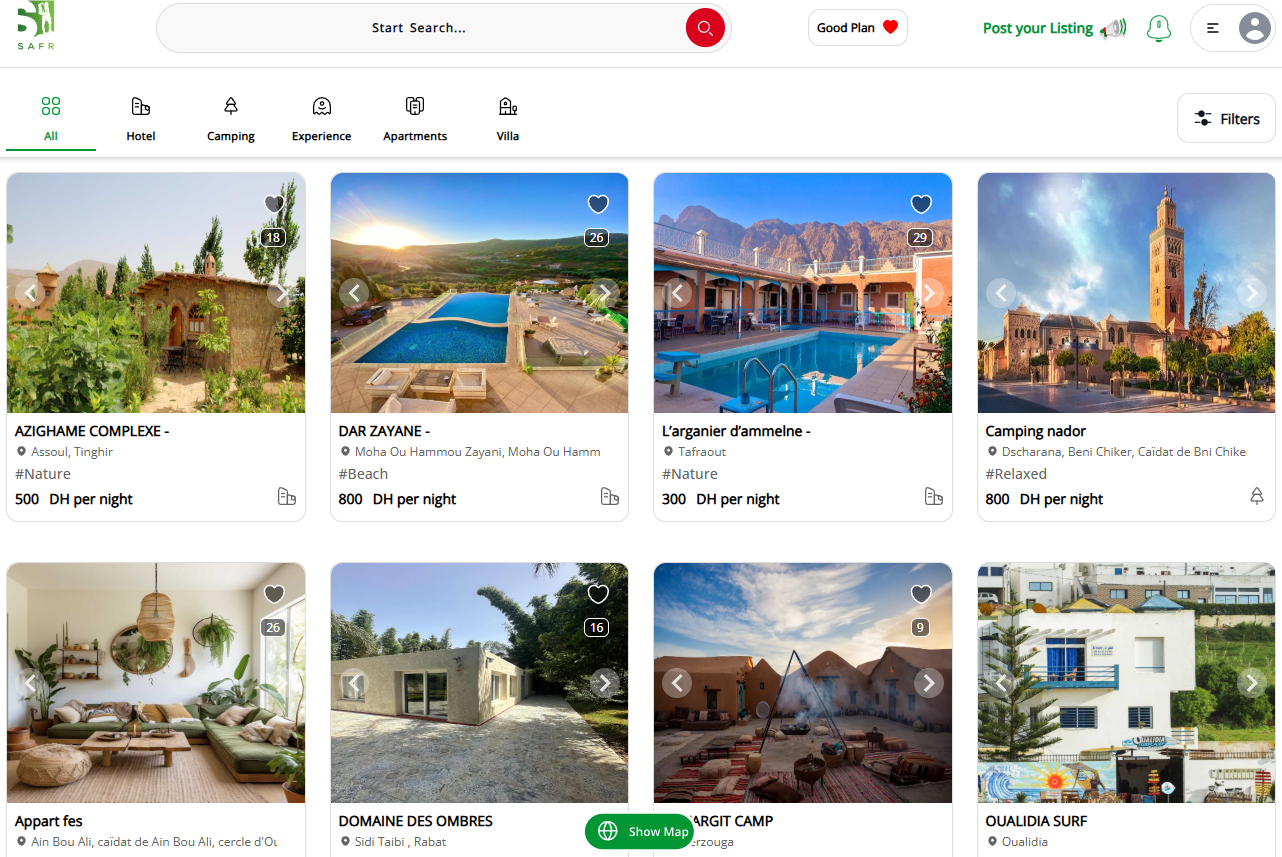 SAFR
Start Search...
Good Plan
Post your Listing
0
All
Hotel
Camping
Experience
Apartments
Villa
Filters
18
26
29
AZIGHAME COMPLEXE -
Assoul, Tinghir
#Nature
500 DH per night
DAR ZAYANE -
Moha Ou Hammou Zayani, Moha Ou Hamm
#Beach
800 DH per night
L'arganier d'ammelne -
Tafraout
#Nature
300 DH per night
Camping nador
Dscharana, Beni Chiker, Caïdat de Bni Chike
#Relaxed
800 DH per night
26
16
9
OUALIDIA
Appart fes
Ain Bou Ali, caïdat de Ain Bou Ali, cercle d'Ou
DOMAINE DES OMBRES
Sidi Taibi , Rabat
Show Map
ARGIT CAMP
erzouga
OUALIDIA SURF
Oualidia